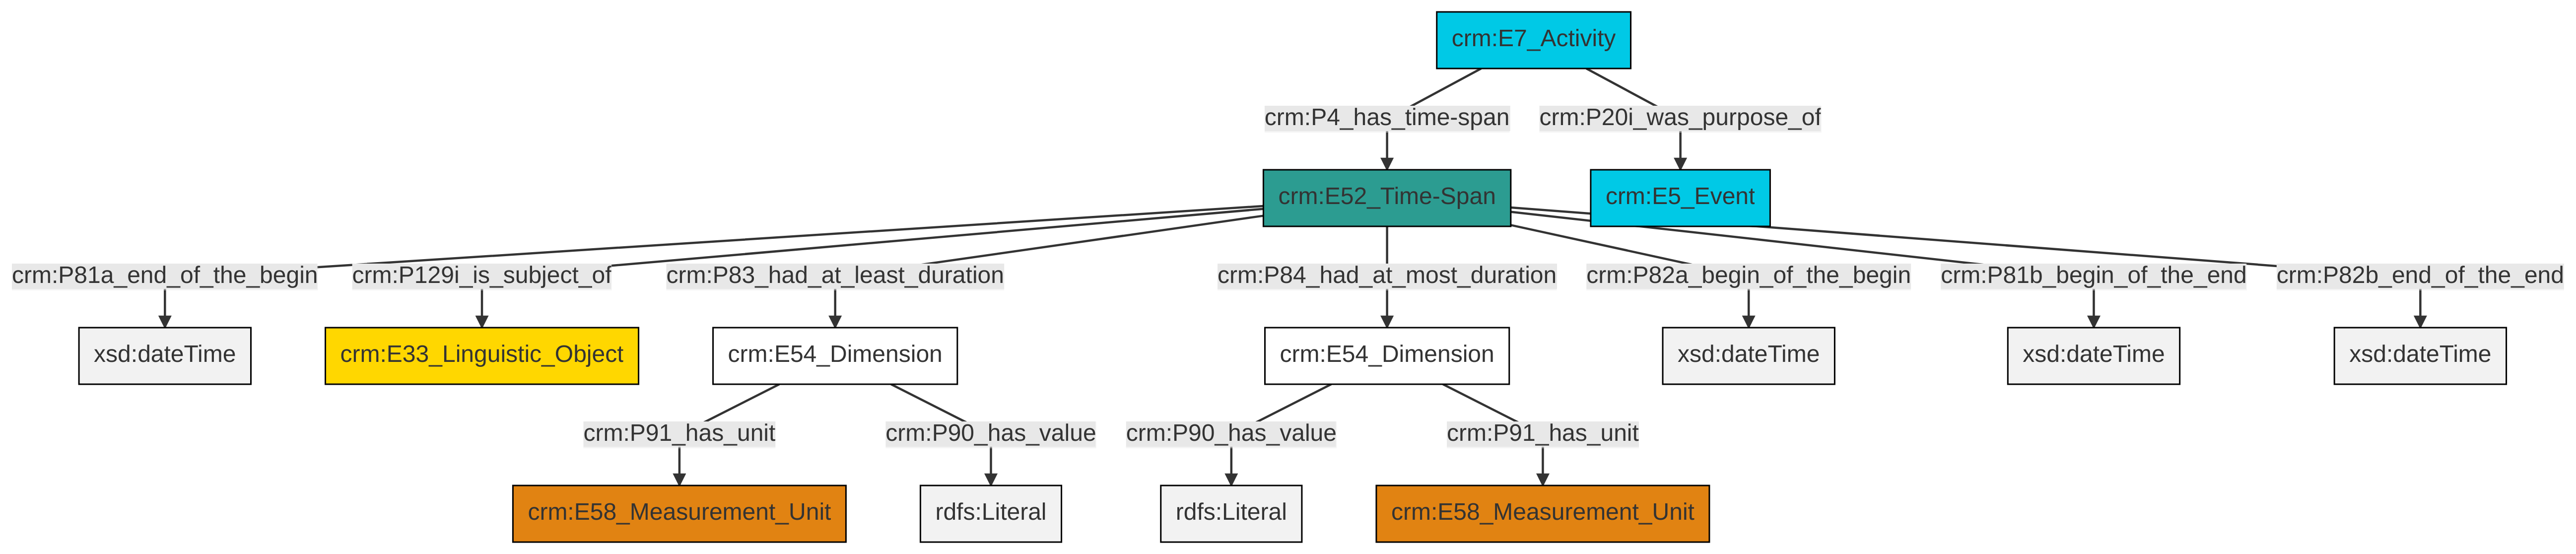 crm:E7_Activity
crm:P4_has_time-span
crm:P20i_was_purpose_of
crm:E52_Time-Span
crm:E5_Event
crm:P81a_end_of_the_begin
crm:P129i_is_subject_of
crm:P83_had_at_least_duration
crm:P84_had_at_most_duration
crm:P82a_begin_of_the_begin
crm:P81b_begin_of_the_end
crm:P82b_end_of_the_end
xsd:dateTime
crm:E33_Linguistic_Object
crm:E54_Dimension
crm:E54_Dimension
xsd:dateTime
xsd:dateTime
xsd:dateTime
crm:P91_has_unit
crm:P90_has_value
crm:P90_has_value
crm:P91_has_unit
crm:E58_Measurement_Unit
rdfs:Literal
rdfs:Literal
crm:E58_Measurement_Unit